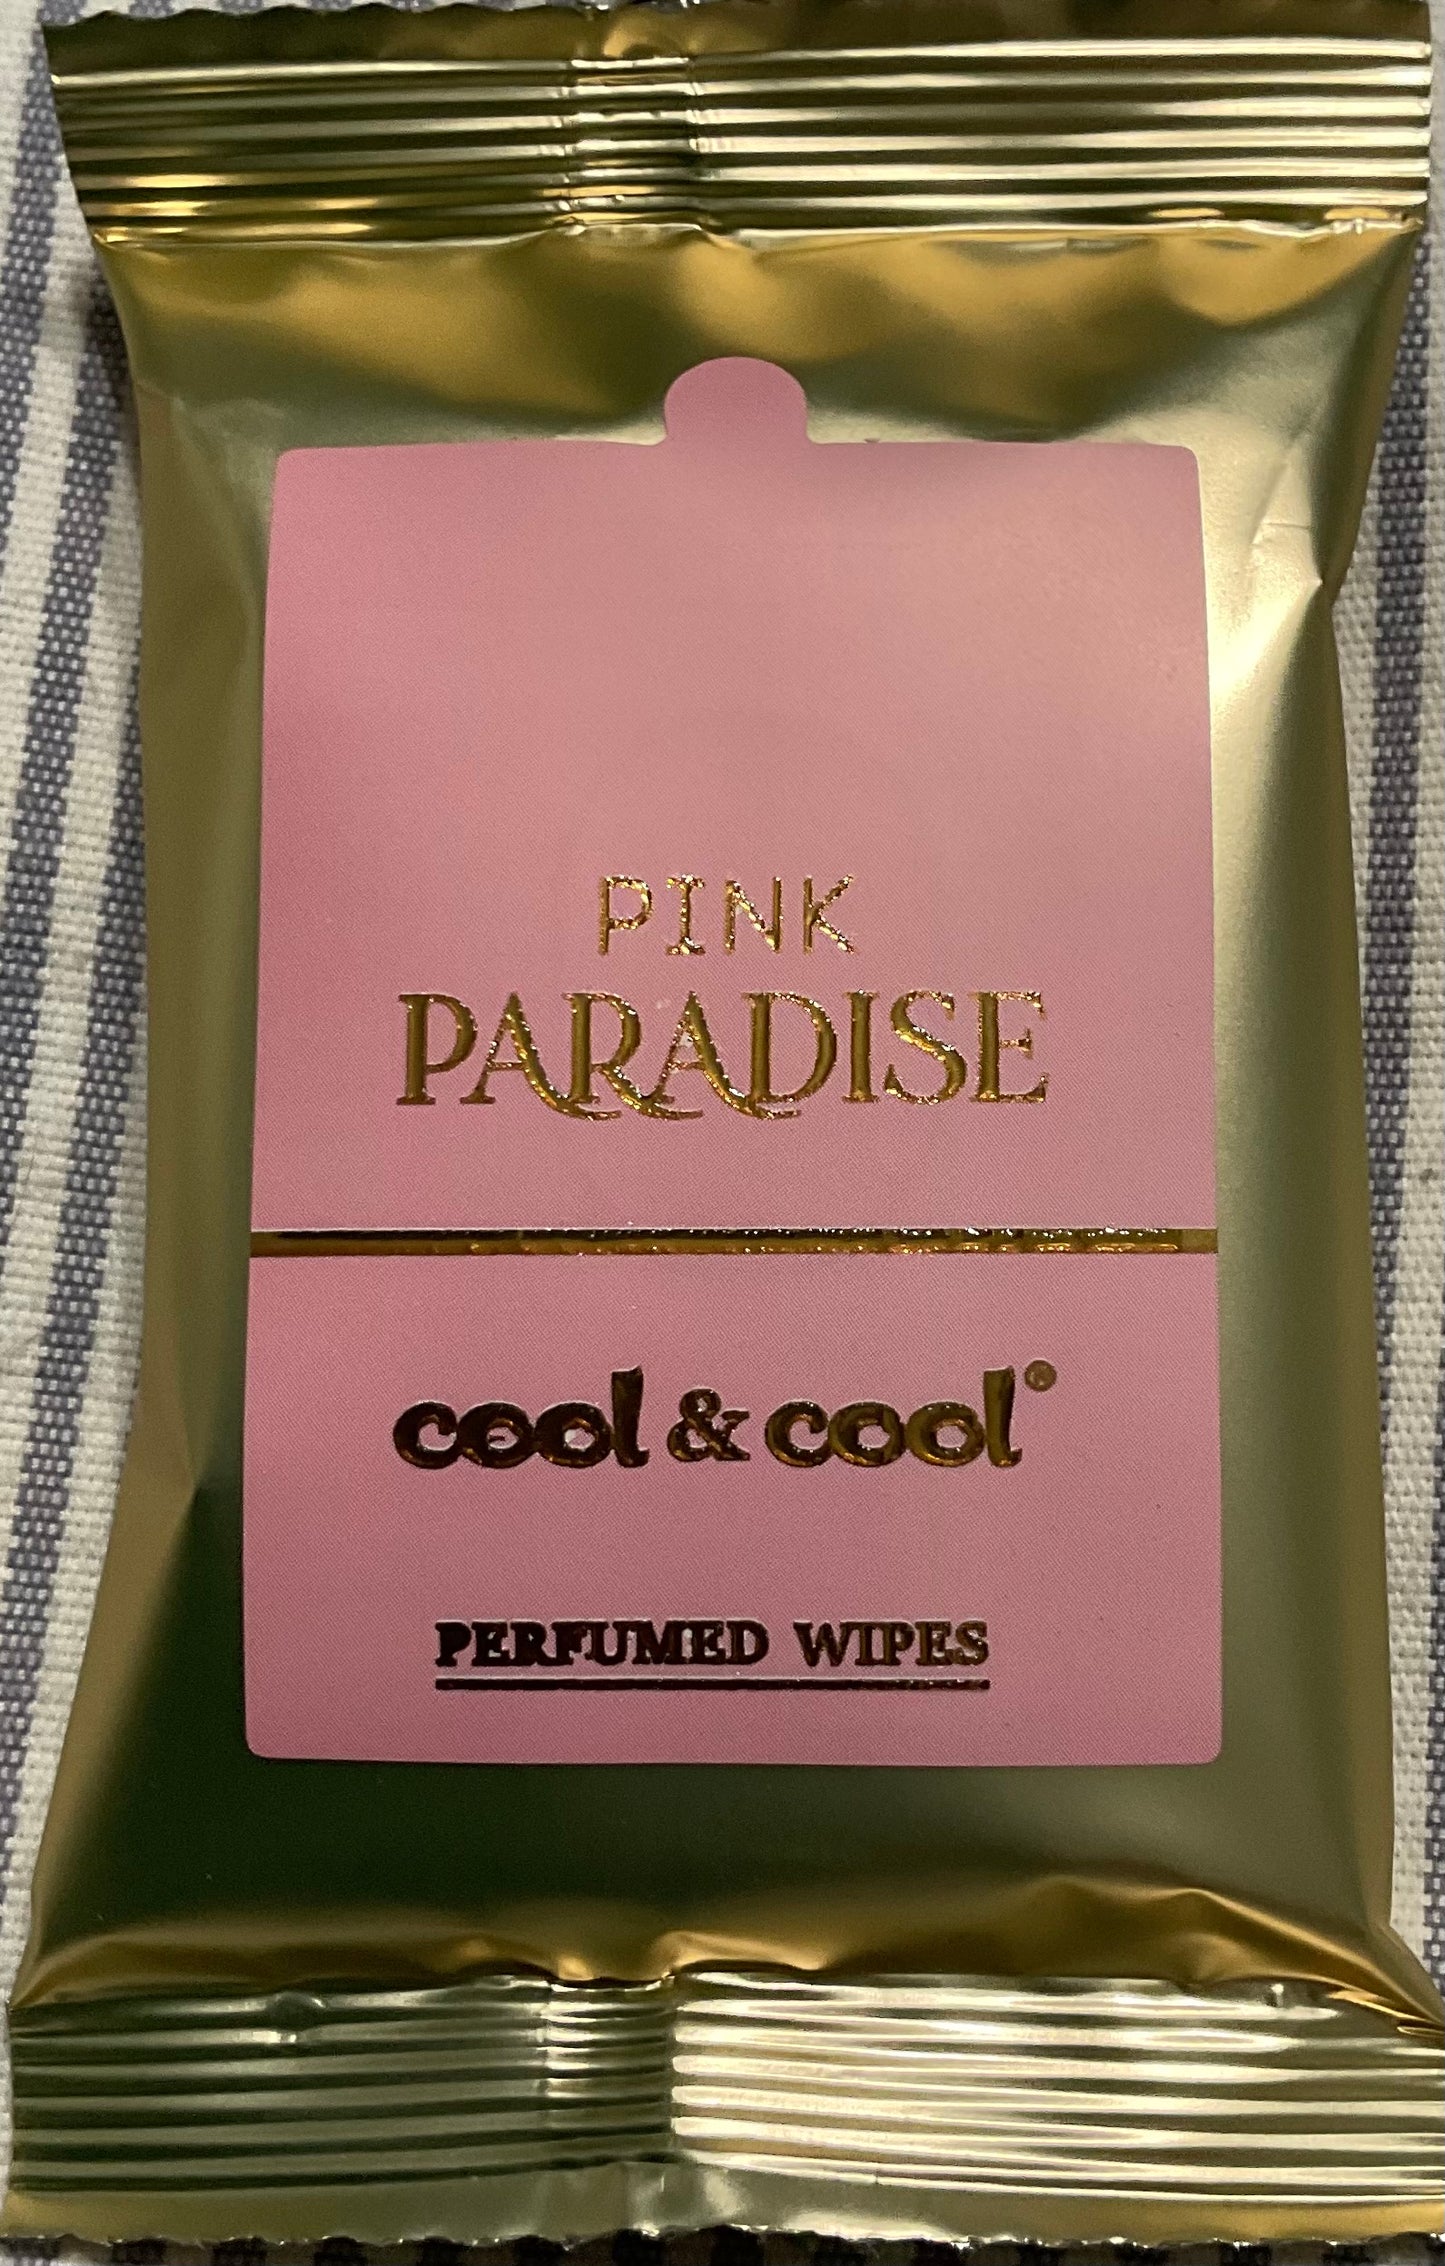 PINK
PARADISE
cool & cool®
PERFUMED WIPES